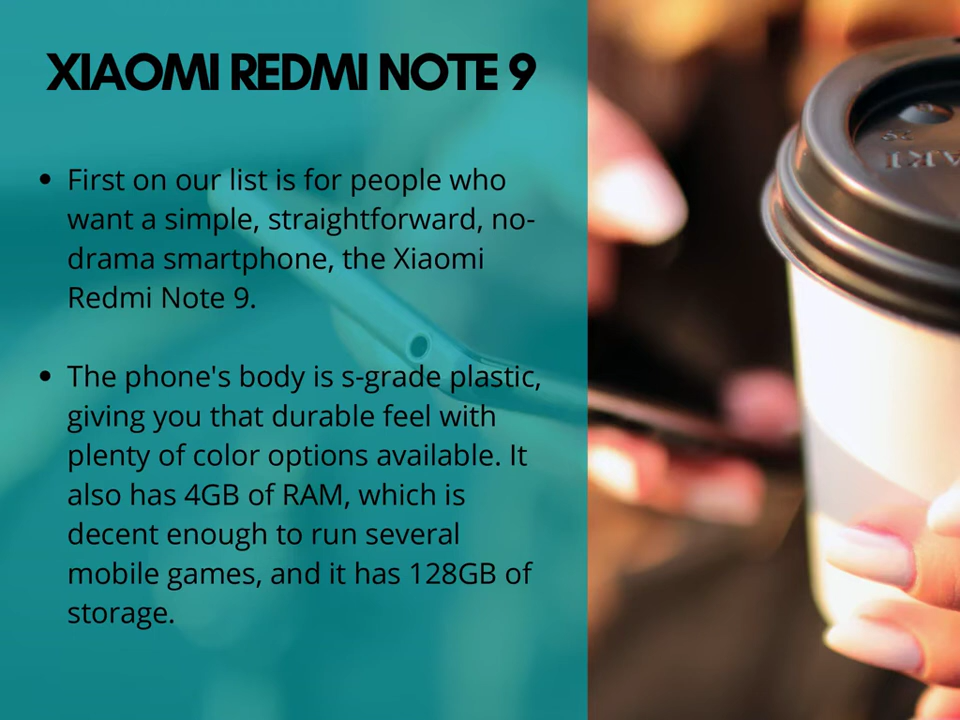 XIAOMI REDMI NOTE 9
• First on our list is for people who
want a simple, straightforward, no-
drama smartphone, the Xiaomi
Redmi Note 9.
• The phone's body is s-grade plastic,
giving you that durable feel with
plenty of color options available. It
also has 4GB of RAM, which is
decent enough to run several
mobile games, and it has 128GB of
storage.